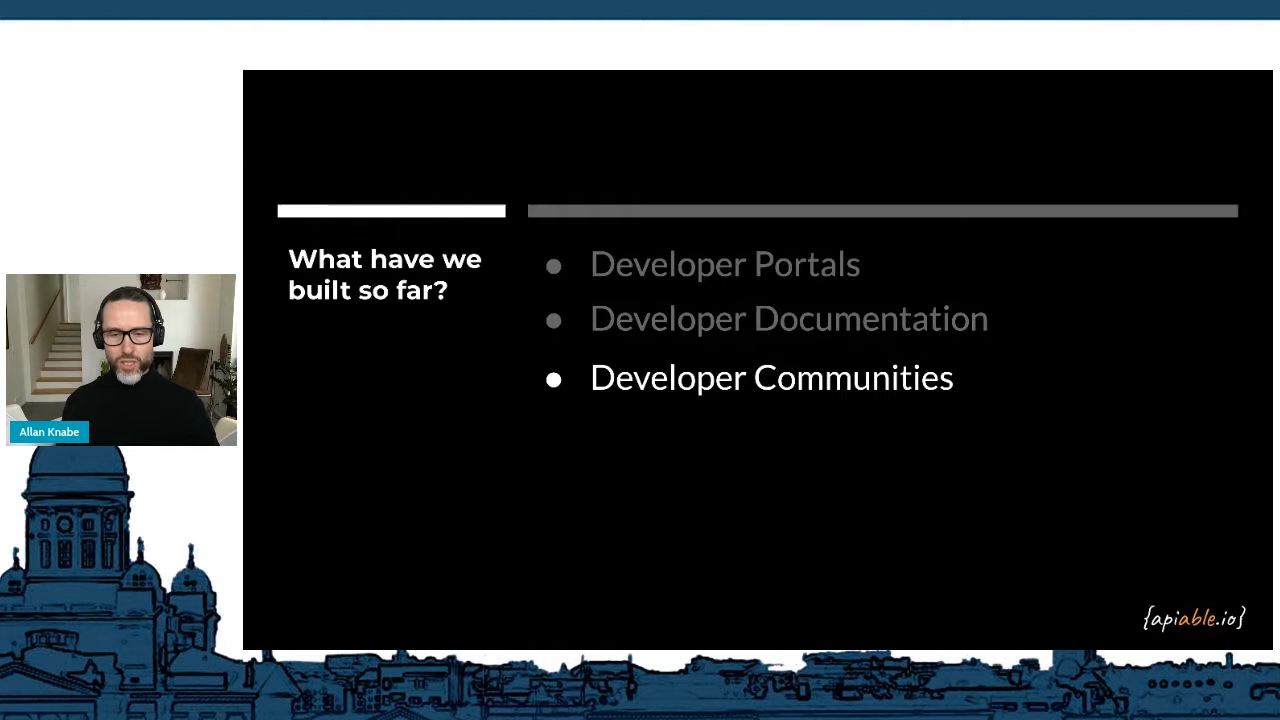 What have we
built so far?
● Developer Portals
● Developer Documentation
● Developer Communities
Allan Knabe
{apiable.io}